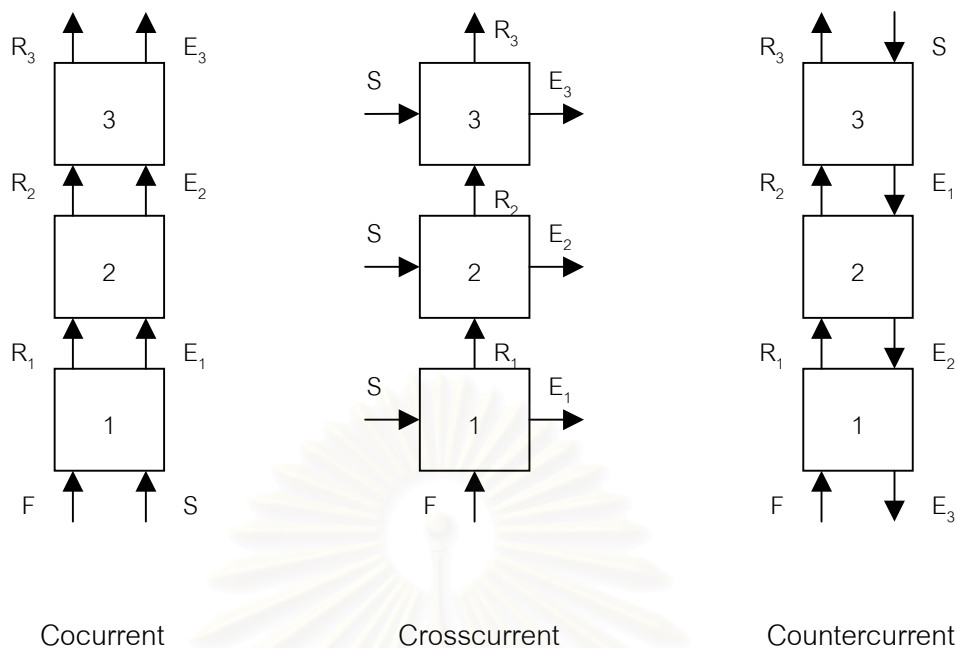 R₃ E₃
3
R₂ E₂
2
R₁ E₁
1
F S
Cocurrent
R₃
S E₃
3
R₂
S E₂
2
R₁
S E₁
1
F
Crosscurrent
R₃ S
3
R₂ E₁
2
R₁ E₂
1
F E₃
Countercurrent